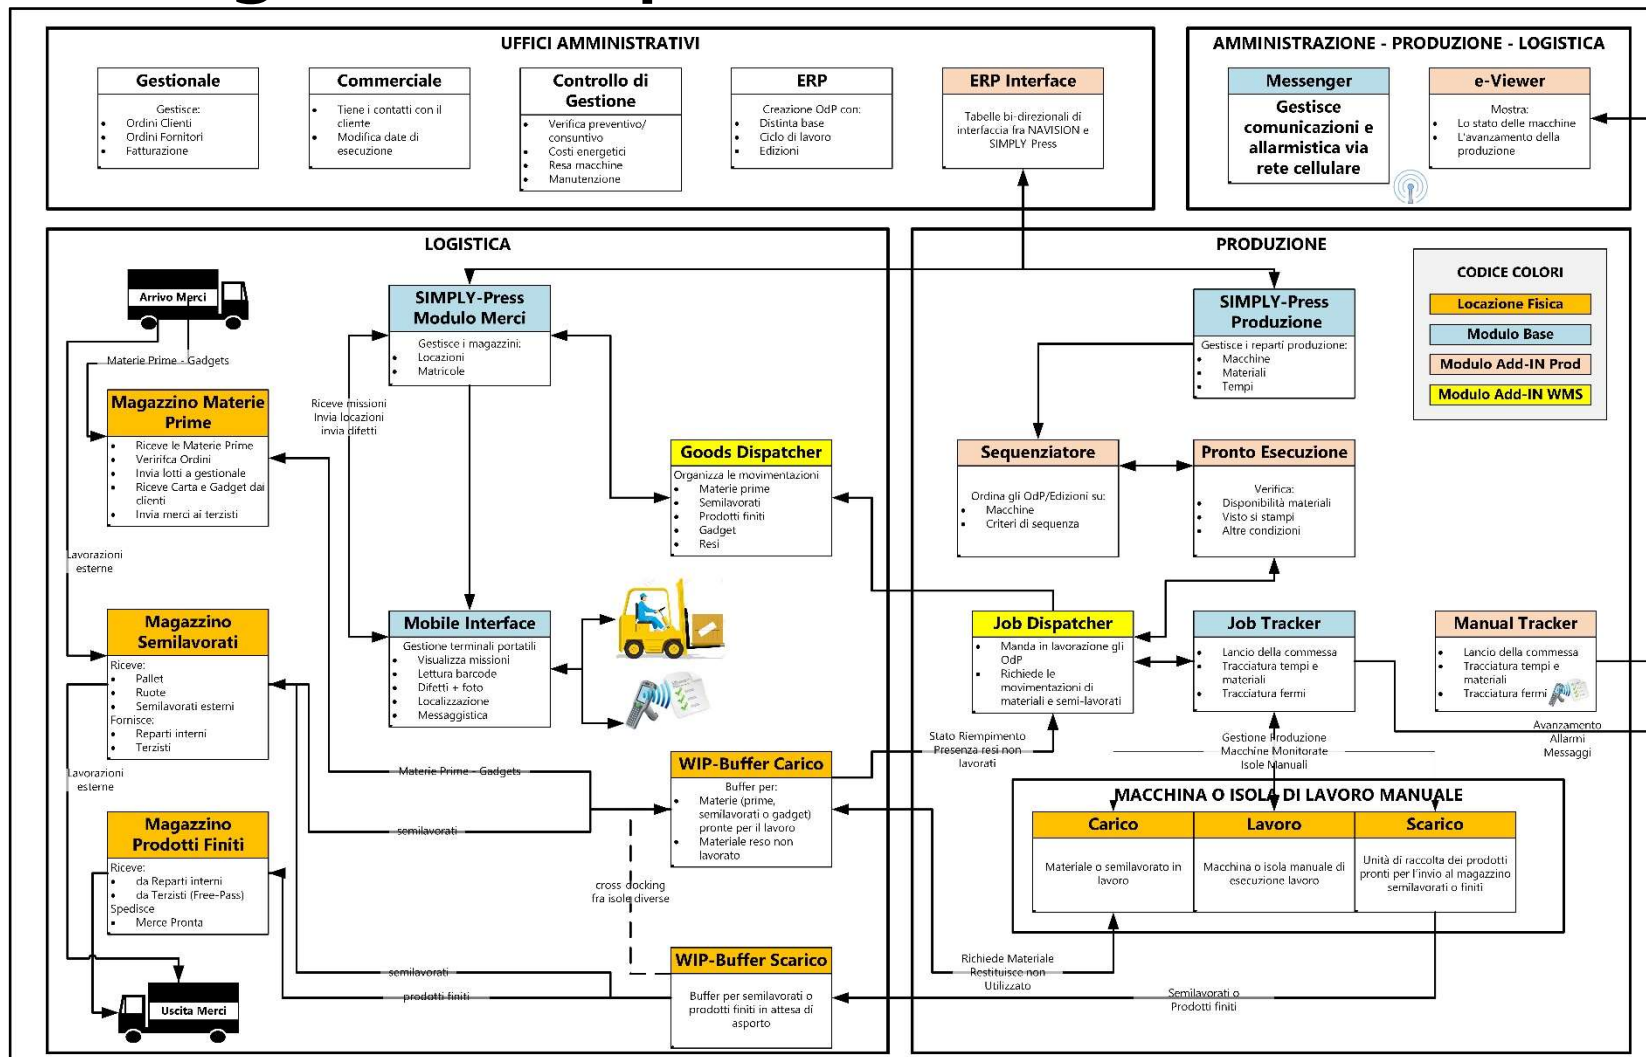 UFFICI AMMINISTRATIVI
Gestionale
Gestisce:
Ordini Clienti
Ordini Fornitori
Fatturazione
Commerciale
Tiene i contatti con il
cliente
Modifica date di
esecuzione
Controllo di
Gestione
Verifica preventivo/
consuntivo
Costi energetici
Resa macchine
Manutenzione
ERP
Creazione OdP con:
Distinta base
Ciclo di lavoro
Edizioni
ERP Interface
Tabelle bi-direzionali di
interfaccia fra NAVISION e
SIMPLY Press
AMMINISTRAZIONE - PRODUZIONE - LOGISTICA
Messenger
Gestisce
comunicazioni e
allarmistica via
rete cellulare
e-Viewer
Mostra:
Lo stato delle macchine
L'avanzamento della
produzione
LOGISTICA
Arrivo Merci
Materie Prime - Gadgets
Magazzino Materie
Prime
Riceve le Materie Prime
Veririfca Ordini
Invia lotti a gestionale
Riceve Carta e Gadget dai
clienti
Invia merci ai terzisti
Lavorazioni
esterne
Magazzino
Semilavorati
Riceve:
Pallet
Ruote
Semilavorati esterni
Fornisce:
Reparti interni
Terzisti
Lavorazioni
esterne
Magazzino
Prodotti Finiti
Riceve:
da Reparti interni
da Terzisti (Free-Pass)
Spedisce
Merce Pronta
Uscita Merci
SIMPLY-Press
Modulo Merci
Gestisce i magazzini:
Locazioni
Matricole
Riceve missioni
Invia locazioni
invia difetti
Mobile Interface
Gestione terminali portatili
Visualizza missioni
Lettura barcode
Difetti + foto
Localizzazione
Messaggistica
Goods Dispatcher
Organizza le movimentazioni
Materie prime
Semilavorati
Prodotti finiti
Gadget
Resi
Materie Prime - Gadgets
semilavorati
WIP-Buffer Carico
Buffer per:
Materie (prime,
semilavorati o gadget)
pronte per il lavoro
Materiale reso non
lavorato
cross docking
fra isole diverse
WIP-Buffer Scarico
Buffer per semilavorati o
prodotti finiti in attesa di
asporto
semilavorati
prodotti finiti
PRODUZIONE
CODICE COLORI
Locazione Fisica
Modulo Base
Modulo Add-IN Prod
Modulo Add-IN WMS
SIMPLY-Press
Produzione
Gestisce i reparti produzione:
Macchine
Materiali
Tempi
Sequenziatore
Ordina gli OdP/Edizioni su:
Macchine
Criteri di sequenza
Pronto Esecuzione
Verifica:
Disponibilità materiali
Visto si stampi
Altre condizioni
Job Dispatcher
Manda in lavorazione gli
OdP
Richiede le
movimentazioni di
materiali e semi-lavorati
Job Tracker
Lancio della commessa
Tracciatura tempi e
materiali
Tracciatura fermi
Manual Tracker
Lancio della commessa
Tracciatura tempi e
materiali
Tracciatura fermi
Stato Riempimento
Presenza resi non
lavorati
Gestione Produzione
Macchine Monitorate
Isole Manuali
Avanzamento
Allarmi
Messaggi
MACCHINA O ISOLA DI LAVORO MANUALE
Carico
Materiale o semilavorato in
lavoro
Lavoro
Macchina o isola manuale di
esecuzione lavoro
Scarico
Unità di raccolta dei prodotti
pronti per l'invio al magazzino
semilavorati o finiti
Richiede Materiale
Restituisce non
Utilizzato
Semilavorati o
Prodotti finiti